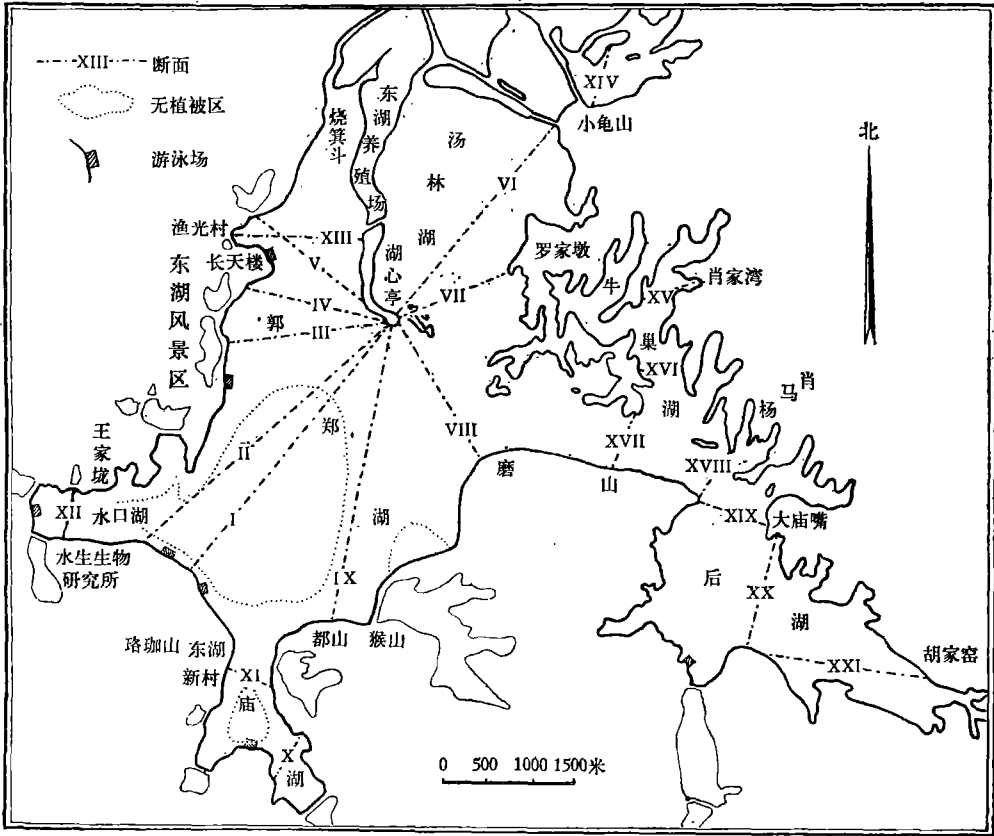 XIII 断面
无植被区
游泳场
北
XIV
小龟山
东湖养殖场
烧箕斗
汤林湖
VI
渔光村
XIII
长天楼
V
湖心亭
VII
罗家墩
牛巢湖
XV
肖家湾
东湖风景区
IV
郭
III
XVI
肖
马
杨
郑湖
II
VIII
磨山
XVII
XVIII
王家垅
XII
水口湖
I
XIX
大庙嘴
水生生物
研究所
IX
后湖
XX
都山
猴山
珞珈山
东湖
新村
XI
庙湖
X
XXI
胡家窑
0 500 1000 1500米